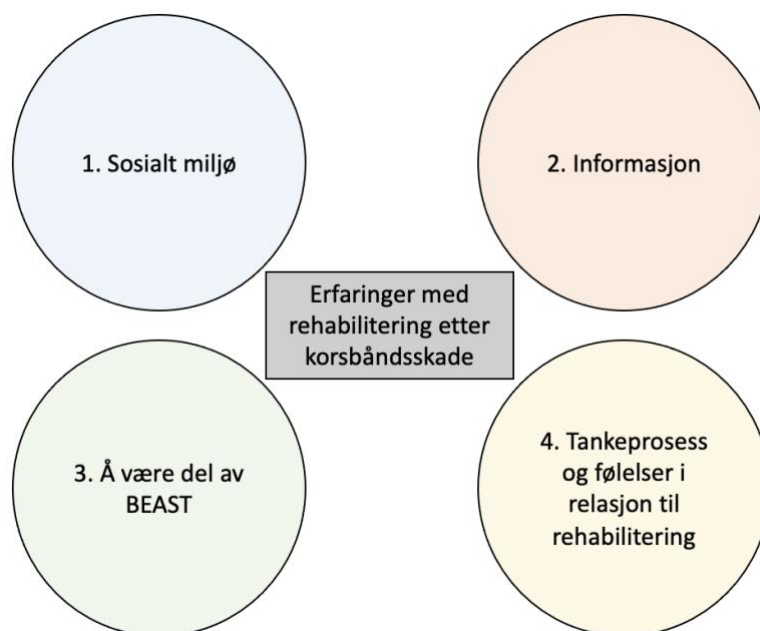 1. Sosialt miljø
2. Informasjon
Erfaringer med
rehabilitering etter
korsbåndsskade
3. Å være del av
BEAST
4. Tankeprosess
og følelser i
relasjon til
rehabilitering